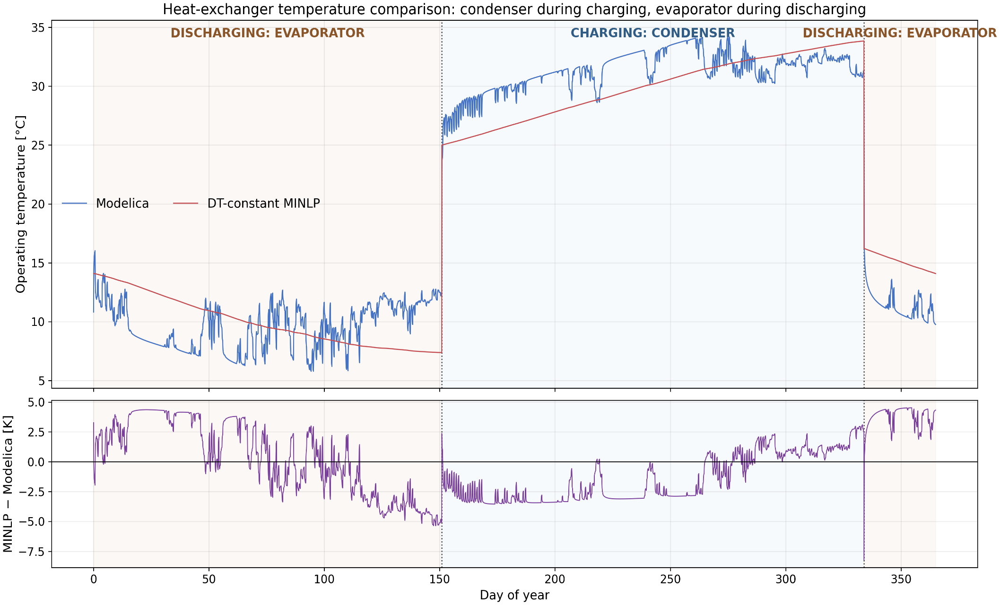 Heat-exchanger temperature comparison: condenser during charging, evaporator during discharging
DISCHARGING: EVAPORATOR
CHARGING: CONDENSER
DISCHARGING: EVAPORATOR
Operating temperature [°C]
35
30
25
20
15
10
5
Modelica
DT-constant MINLP
MINLP − Modelica [K]
5.0
2.5
0.0
−2.5
−5.0
−7.5
0 50 100 150 200 250 300 350
Day of year